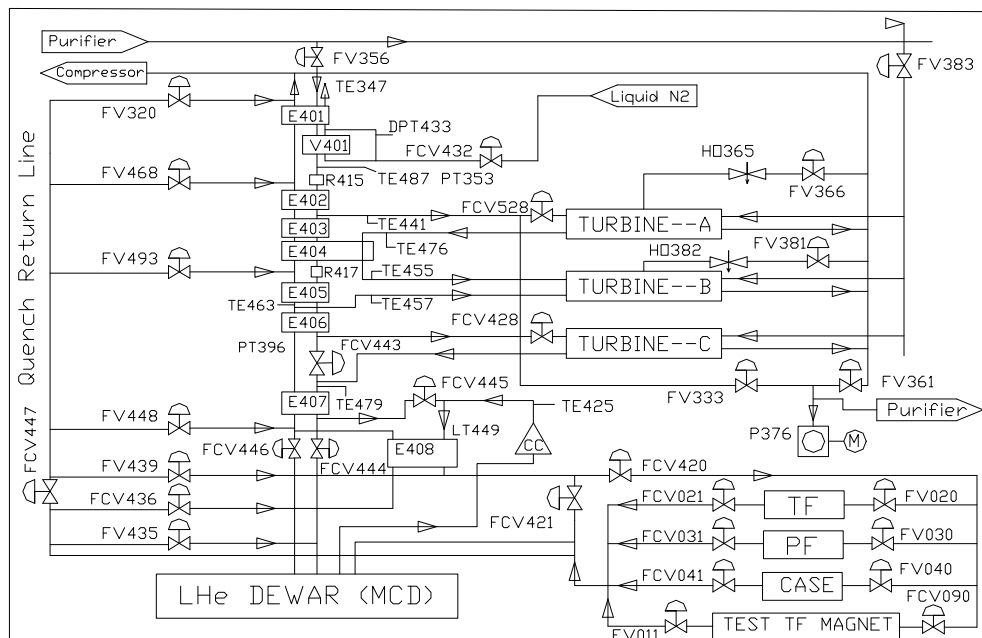 Purifier
FV356
Compressor
TE347
FV383
FV320
E401
Liquid N2
DPT433
V401
FCV432
HO365
TE487 PT353
FV468
R415
FV366
E402
FCV528
TE441
E403
TURBINE--A
E404
TE476
HO382
FV381
FV493
R417
TE455
E405
TURBINE--B
TE463
TE457
E406
FCV428
PT396
FCV443
TURBINE--C
FCV445
FV333
FV361
E407
TE479
TE425
Purifier
FV448
LT449
P376
M
FCV446
E408
CC
FCV447 Quench Return Line
FV439
FCV444
FCV420
FCV436
FCV021
TF
FV020
FCV421
FV435
FCV031
PF
FV030
FCV041
CASE
FV040
FCV090
LHe DEWAR (MCD)
FV011
TEST TF MAGNET